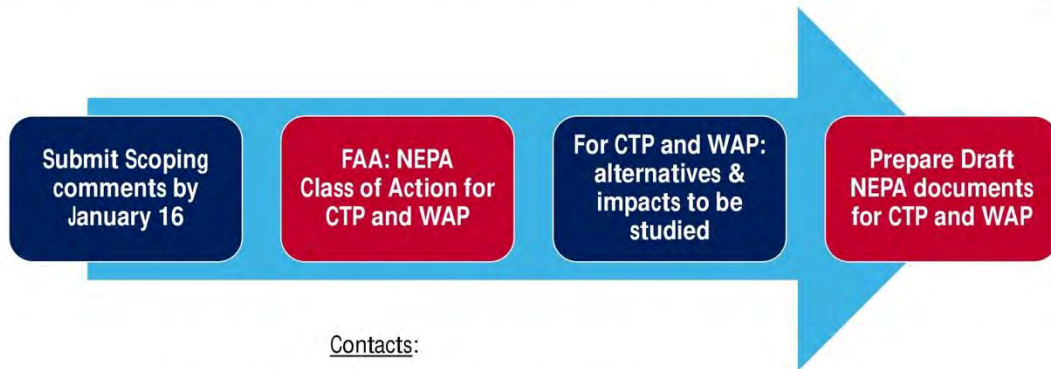 Submit Scoping
comments by
January 16
FAA: NEPA
Class of Action for
CTP and WAP
For CTP and WAP:
alternatives &
impacts to be
studied
Prepare Draft
NEPA documents
for CTP and WAP
Contacts: